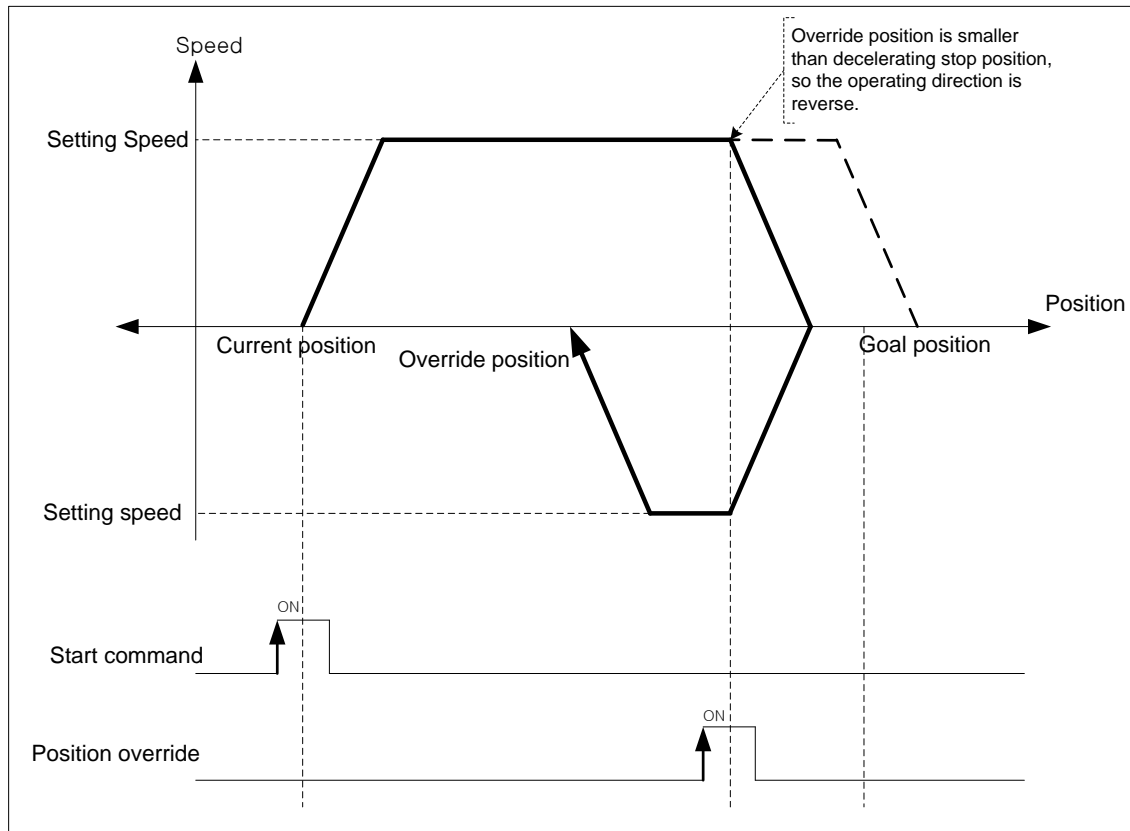 Speed
Override position is smaller
than decelerating stop position,
so the operating direction is
reverse.
Setting Speed
Position
Current position
Override position
Goal position
Setting speed
ON
Start command
ON
Position override